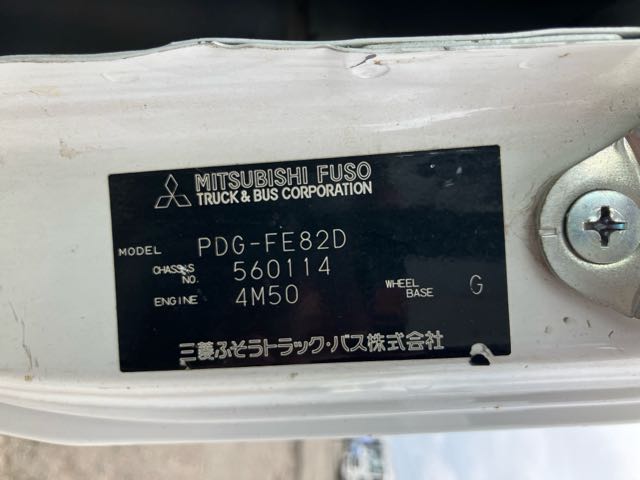 MITSUBISHI FUSO
TRUCK & BUS CORPORATION
MODEL PDG-FE82D
CHASSIS NO. 560114
ENGINE 4M50 WHEEL BASE G
三菱ふそうトラック・バス株式会社